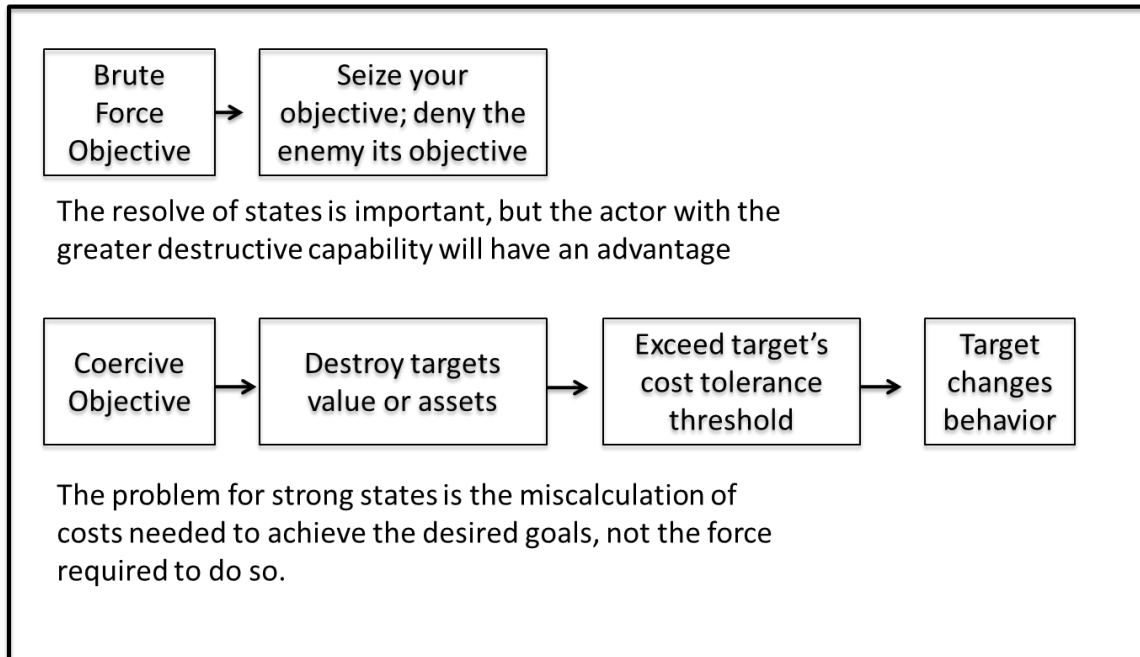 Brute
Force
Objective
Seize your
objective; deny the
enemy its objective
The resolve of states is important, but the actor with the
greater destructive capability will have an advantage
Coercive
Objective
Destroy targets
value or assets
Exceed target’s
cost tolerance
threshold
Target
changes
behavior
The problem for strong states is the miscalculation of
costs needed to achieve the desired goals, not the force
required to do so.